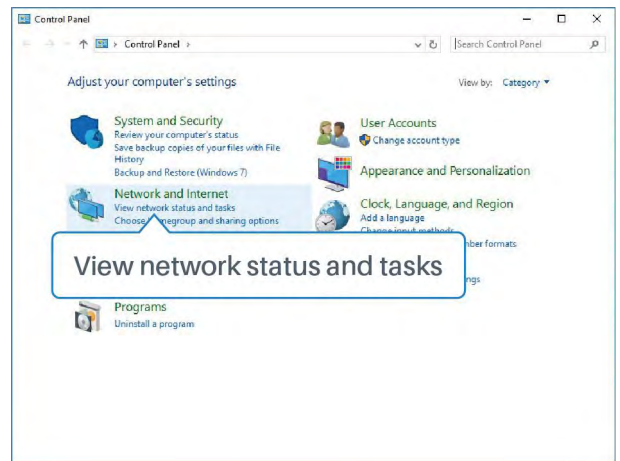 Control Panel
Control Panel
Search Control Panel
Adjust your computer's settings
View by: Category
System and Security
Review your computer's status
Save backup copies of your files with File
History
Backup and Restore (Windows 7)
Network and Internet
View network status and tasks
Choose and sharing options
View network status and tasks
Programs
Uninstall a program
User Accounts
Change account type
Appearance and Personalization
Clock, Language, and Region
Add a language
Change input methods
formats